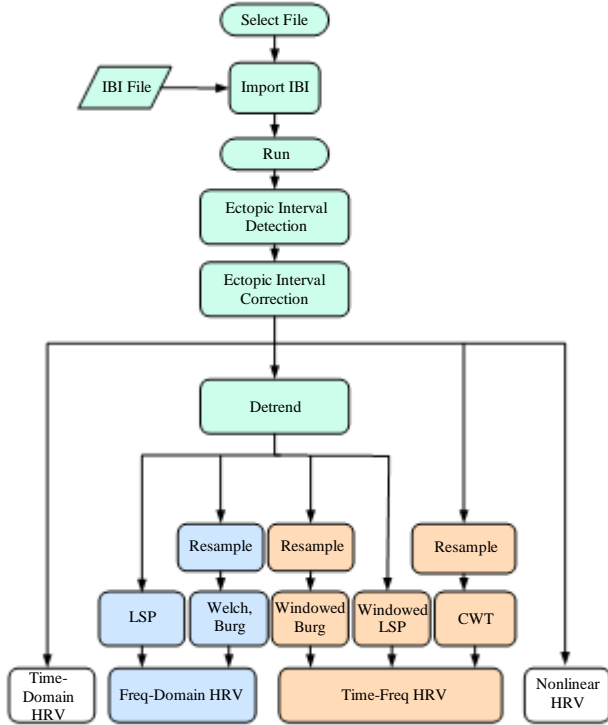 Select File
IBI File
Import IBI
Run
Ectopic Interval
Detection
Ectopic Interval
Correction
Detrend
Resample
Resample
Resample
LSP
Welch,
Burg
Windowed
Burg
Windowed
LSP
CWT
Time-
Domain
HRV
Freq-Domain HRV
Time-Freq HRV
Nonlinear
HRV